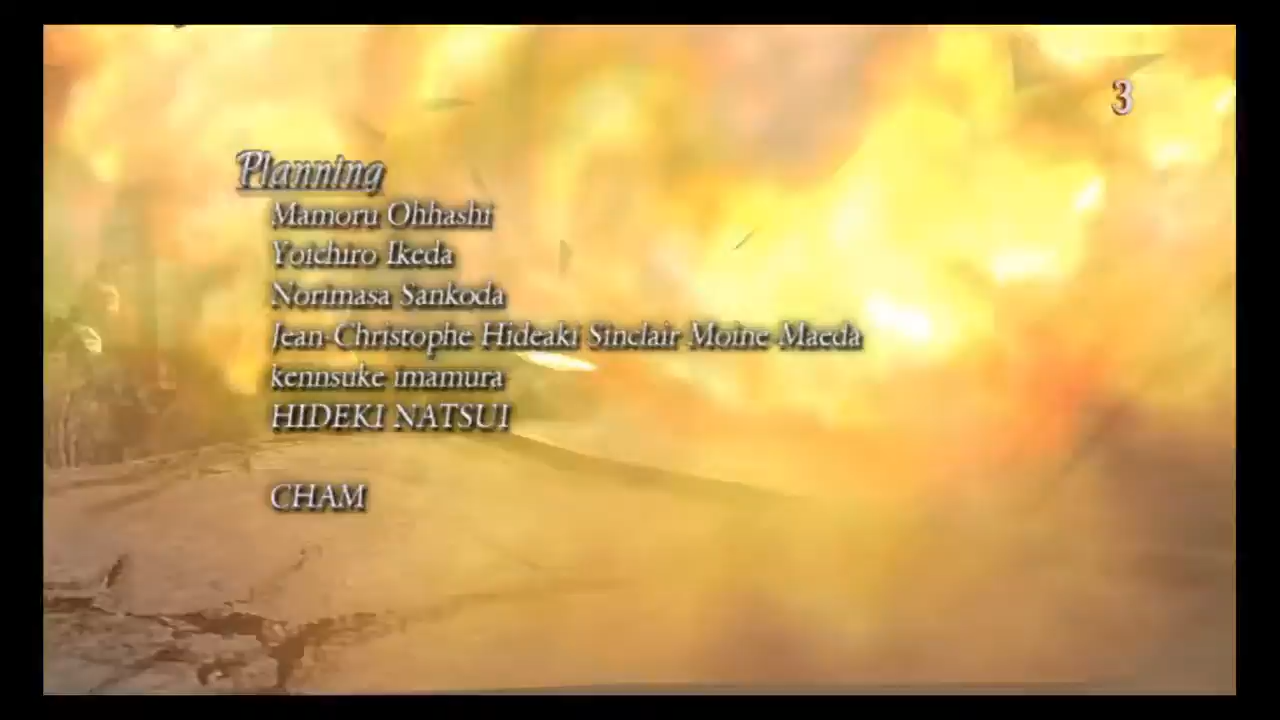 3
Planning
Mamoru Ohhashi
Yoichiro Ikeda
Norimasa Sankoda
Jean-Christophe Hideaki Sinclair Moine Maeda
kennsuke imamura
HIDEKI NATSUI
CHAM